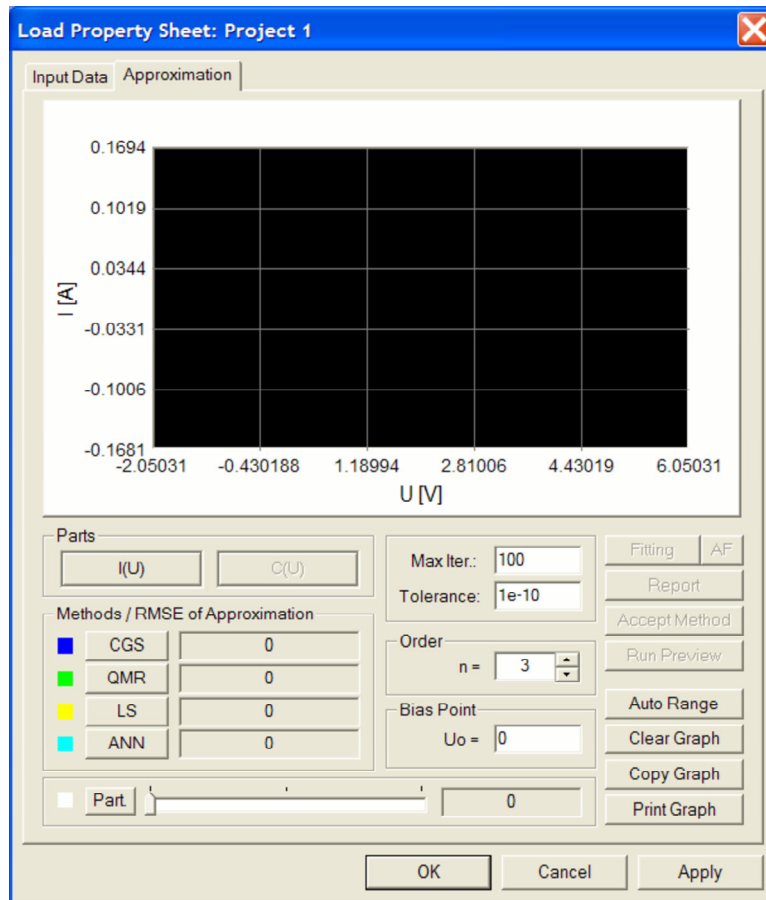 Load Property Sheet: Project 1
Input Data Approximation
0.1694
0.1019
0.0344
-0.0331
-0.1006
-0.1681
I [A]
-2.05031 -0.430188 1.18994 2.81006 4.43019 6.05031
U [V]
Parts
I(U) C(U)
Methods / RMSE of Approximation
CGS 0
QMR 0
LS 0
ANN 0
Part. 0
Max Iter.: 100
Tolerance: 1e-10
Order
n = 3
Bias Point
Uo = 0
Fitting AF
Report
Accept Method
Run Preview
Auto Range
Clear Graph
Copy Graph
Print Graph
OK Cancel Apply